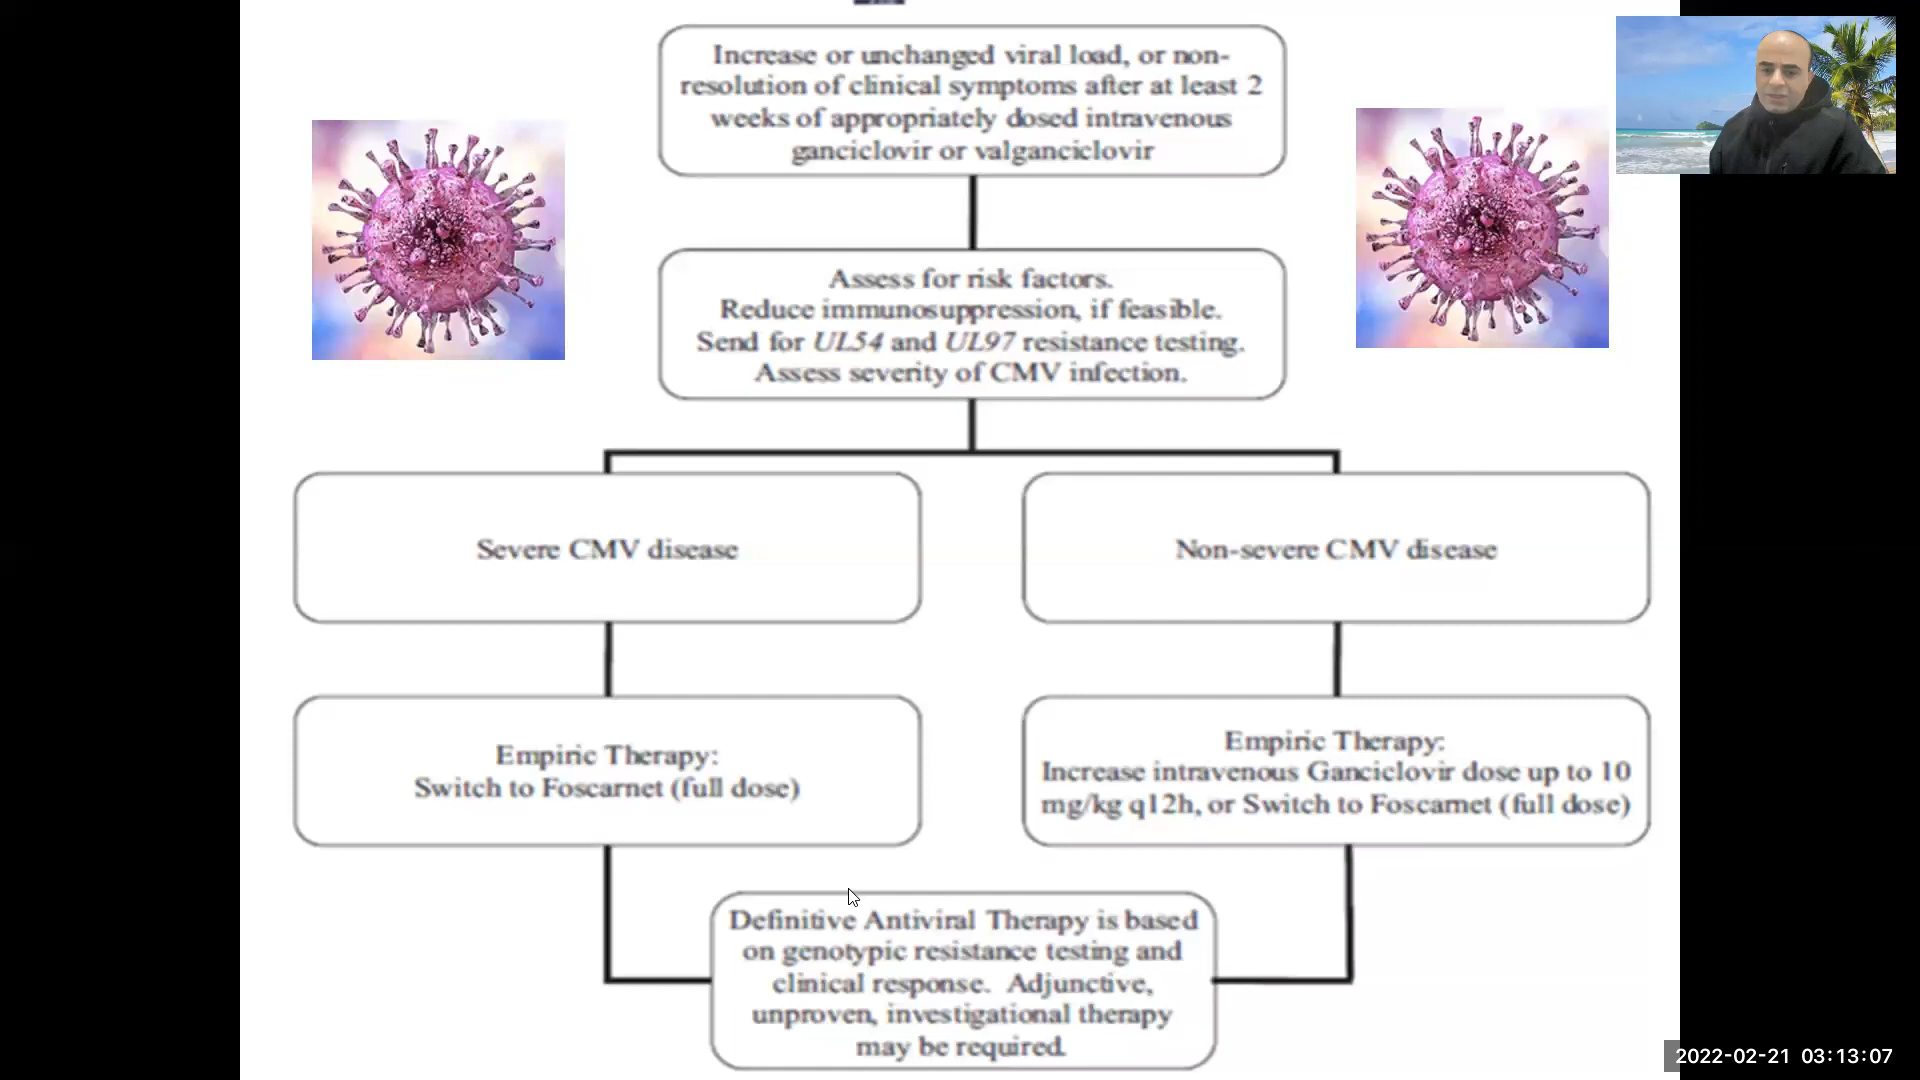 Increase or unchanged viral load, or non-
resolution of clinical symptoms after at least 2
weeks of appropriately dosed intravenous
ganciclovir or valganciclovir
Assess for risk factors.
Reduce immunosuppression, if feasible.
Send for UL54 and UL97 resistance testing.
Assess severity of CMV infection.
Severe CMV disease
Non-severe CMV disease
Empiric Therapy:
Switch to Foscarnet (full dose)
Empiric Therapy:
Increase intravenous Ganciclovir dose up to 10
mg/kg q12h, or Switch to Foscarnet (full dose)
Definitive Antiviral Therapy is based
on genotypic resistance testing and
clinical response. Adjunctive,
unproven, investigational therapy
may be required.
2022-02-21 03:13:07